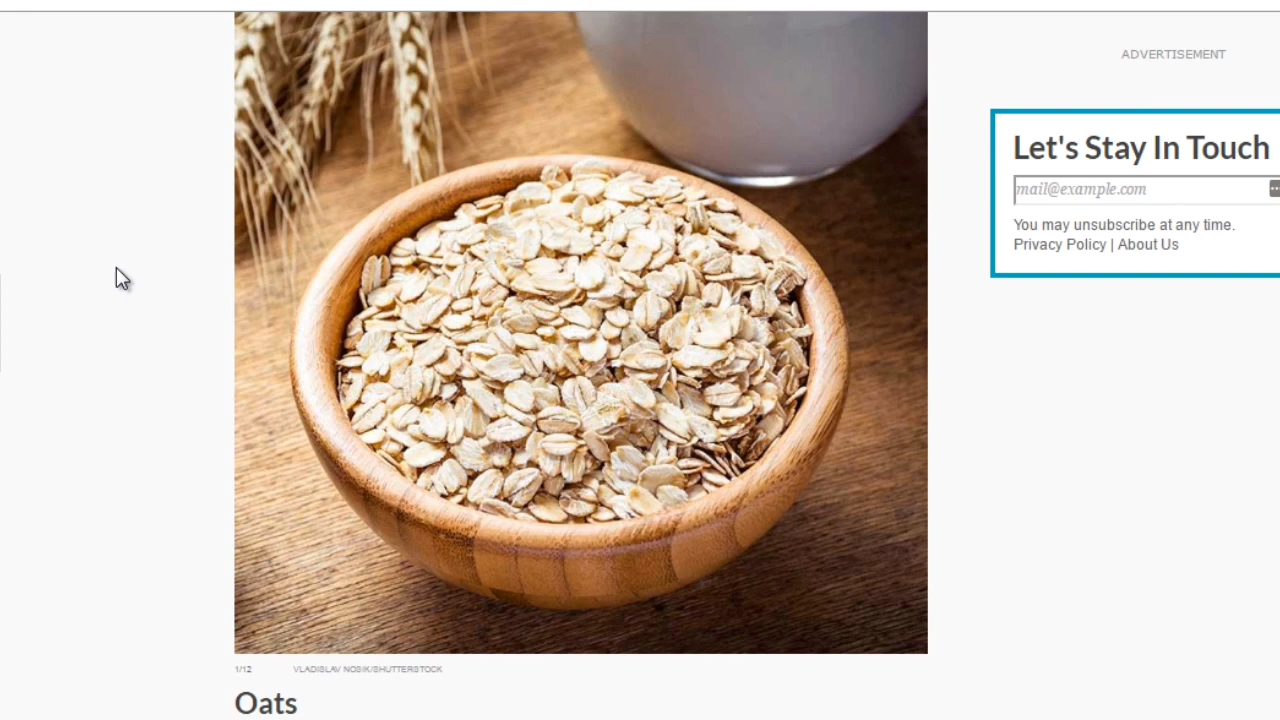 ADVERTISEMENT
Let's Stay In Touch
mail@example.com
You may unsubscribe at any time.
Privacy Policy | About Us
1/12 VLADISLAV NOSIK/SHUTTERSTOCK
Oats